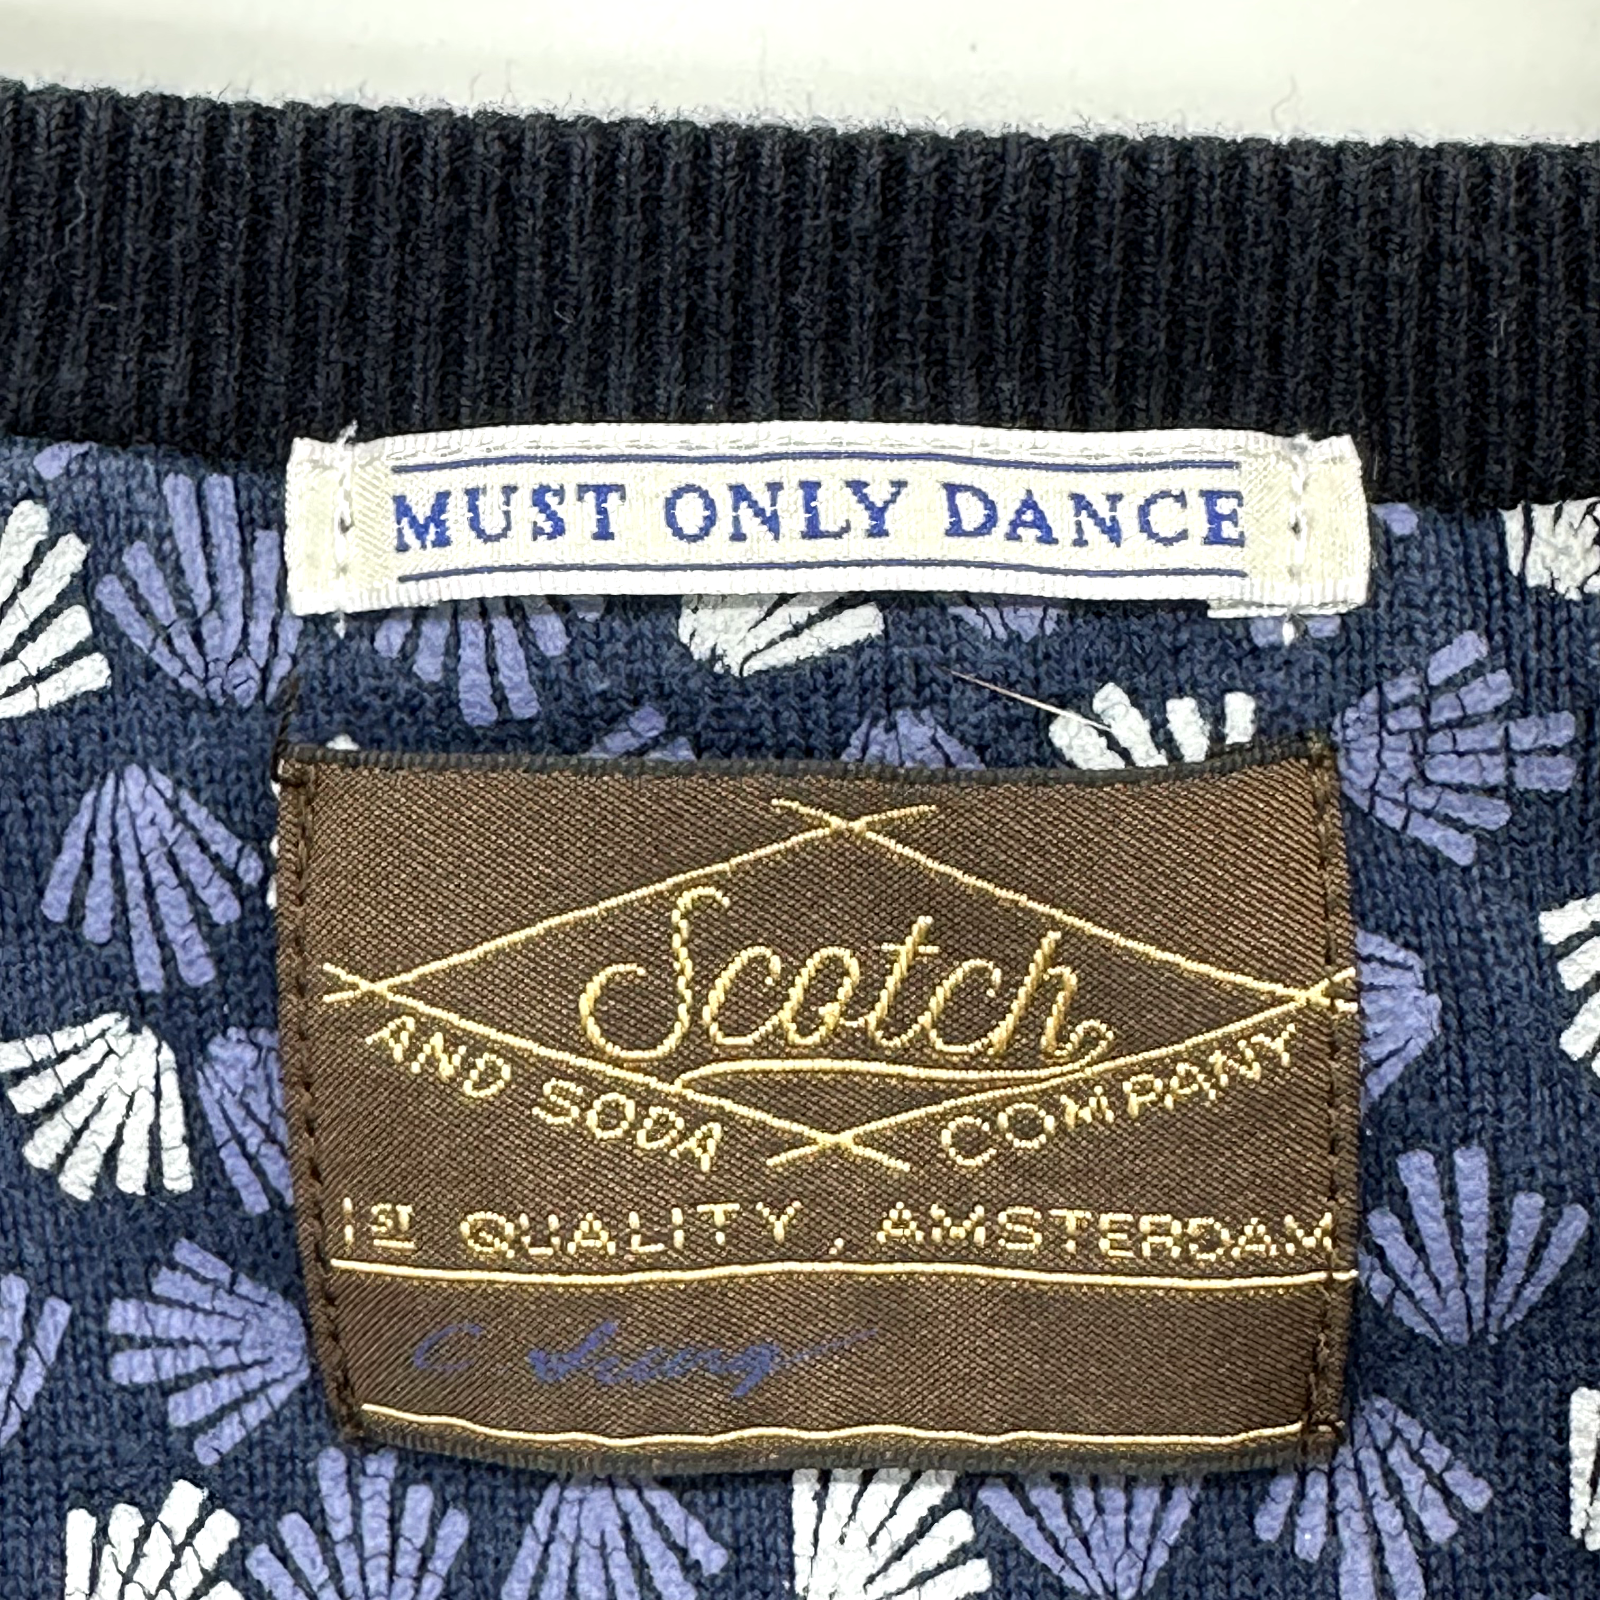 MUST ONLY DANCE
Scotch
AND SODA COMPANY
1ST QUALITY, AMSTERDAM